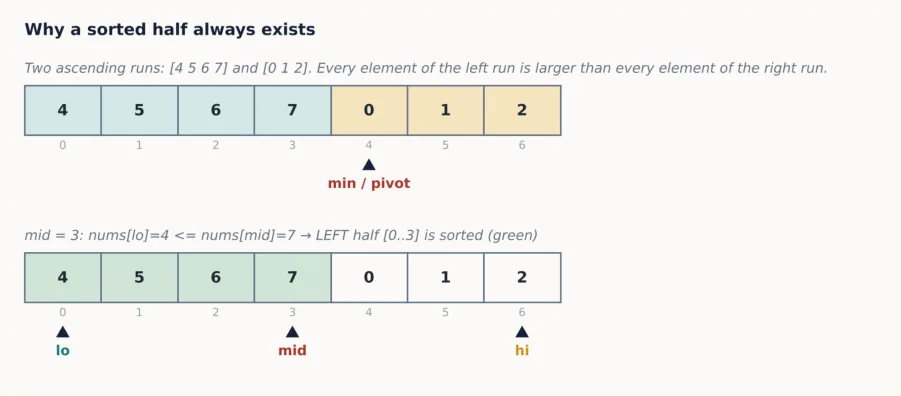 Why a sorted half always exists
Two ascending runs: [4 5 6 7] and [0 1 2]. Every element of the left run is larger than every element of the right run.
4 5 6 7 0 1 2
0 1 2 3 4 5 6
min / pivot
mid = 3: nums[lo]=4 <= nums[mid]=7 → LEFT half [0..3] is sorted (green)
4 5 6 7 0 1 2
0 1 2 3 4 5 6
lo mid hi